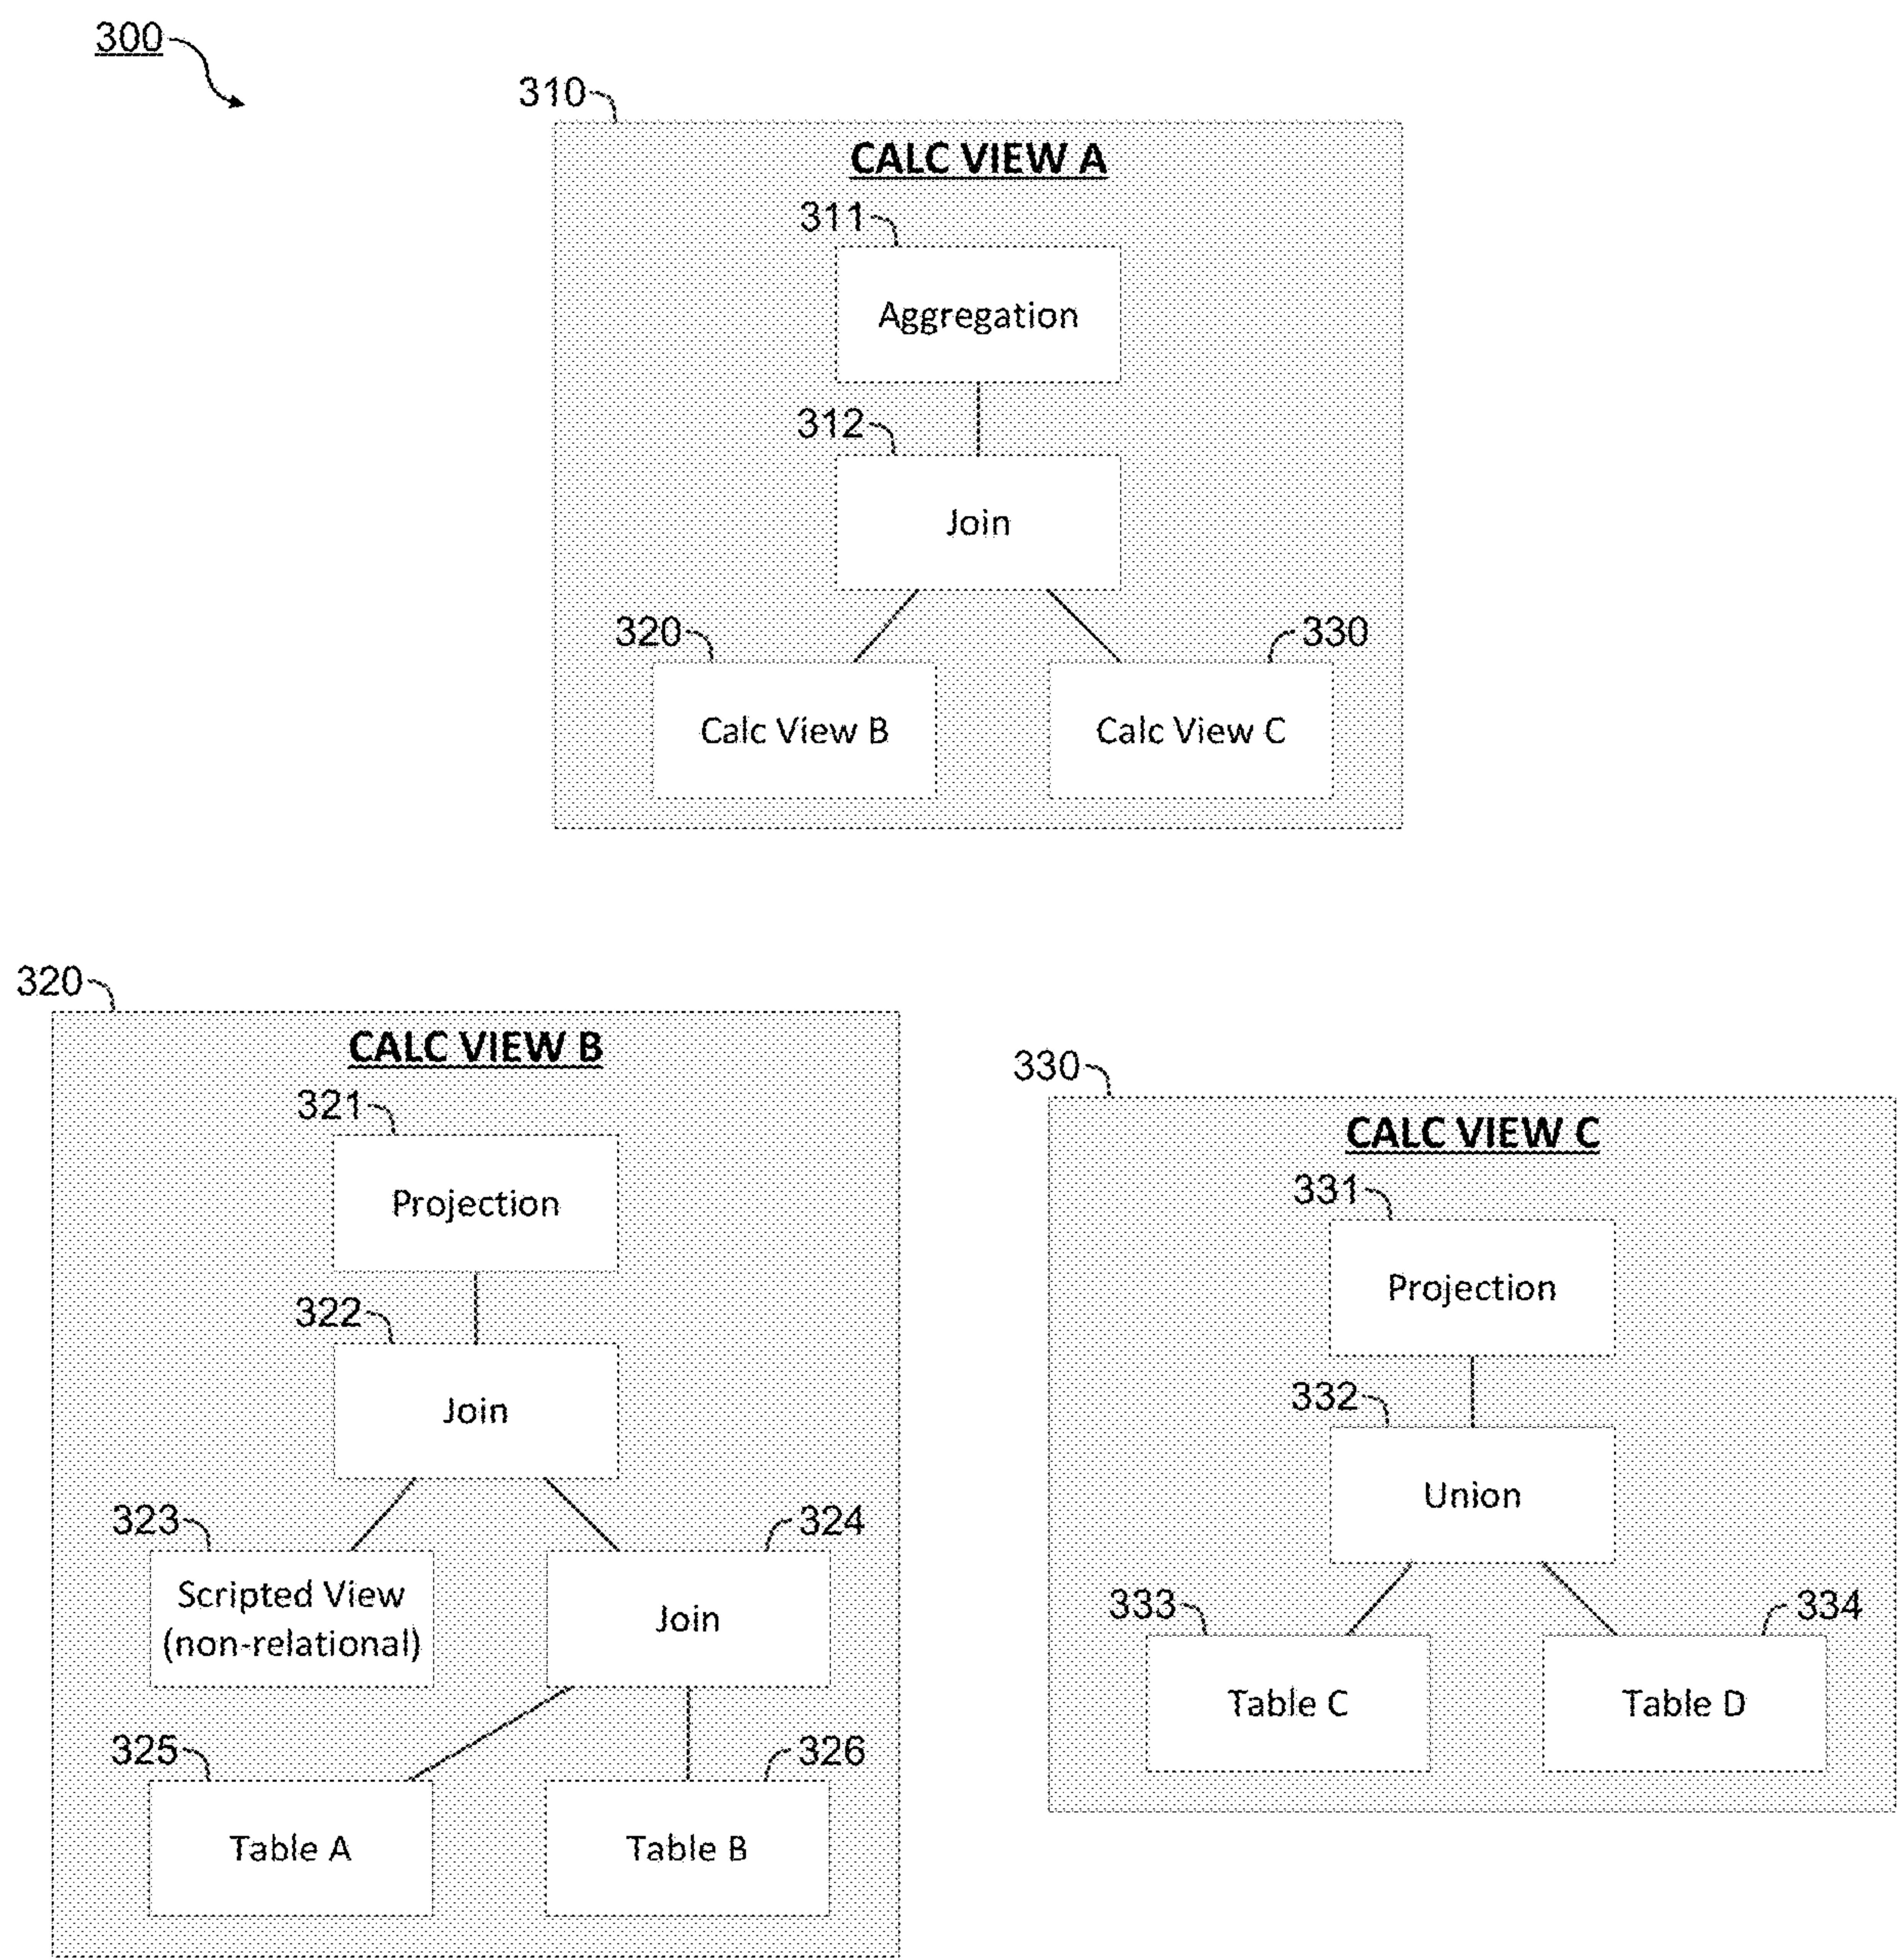 300
310
CALC VIEW A
311
Aggregation
312
Join
320
330
Calc View B
Calc View C
320
CALC VIEW B
321
Projection
322
Join
323
324
Scripted View
(non-relational)
Join
325
326
Table A
Table B
330
CALC VIEW C
331
Projection
332
Union
333
334
Table C
Table D